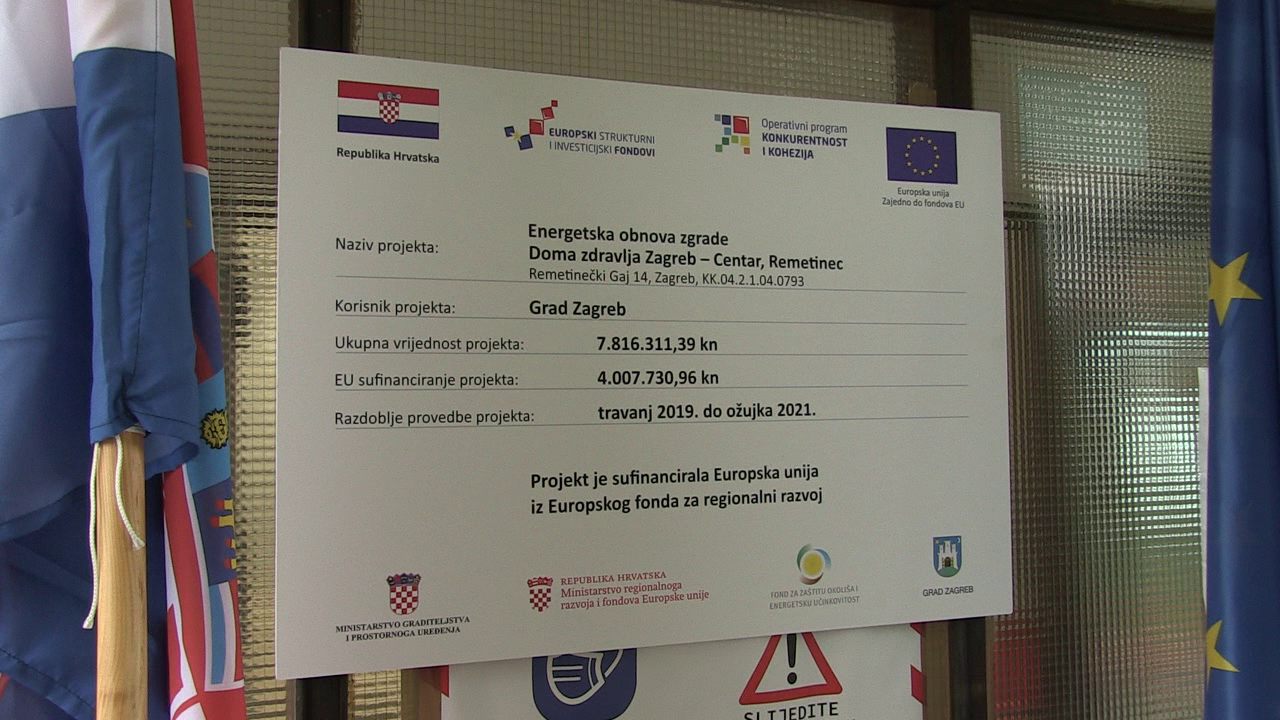 Republika Hrvatska
EUROPSKI STRUKTURNI
I INVESTICIJSKI FONDOVI
Operativni program
KONKURENTNOST
I KOHEZIJA
Europska unija
Zajedno do fondova EU
Naziv projekta:
Energetska obnova zgrade
Doma zdravlja Zagreb – Centar, Remetinec
Remetinečki Gaj 14, Zagreb, KK.04.2.1.04.0793
Korisnik projekta: Grad Zagreb
Ukupna vrijednost projekta: 7.816.311,39 kn
EU sufinanciranje projekta: 4.007.730,96 kn
Razdoblje provedbe projekta: travanj 2019. do ožujka 2021.
Projekt je sufinancirala Europska unija
iz Europskog fonda za regionalni razvoj
MINISTARSTVO GRADITELJSTVA
I PROSTORNOGA UREĐENJA
REPUBLIKA HRVATSKA
Ministarstvo regionalnoga
razvoja i fondova Europske unije
FOND ZA ZAŠTITU OKOLIŠA I
ENERGETSKU UČINKOVITOST
GRAD ZAGREB
SLIJEDITE